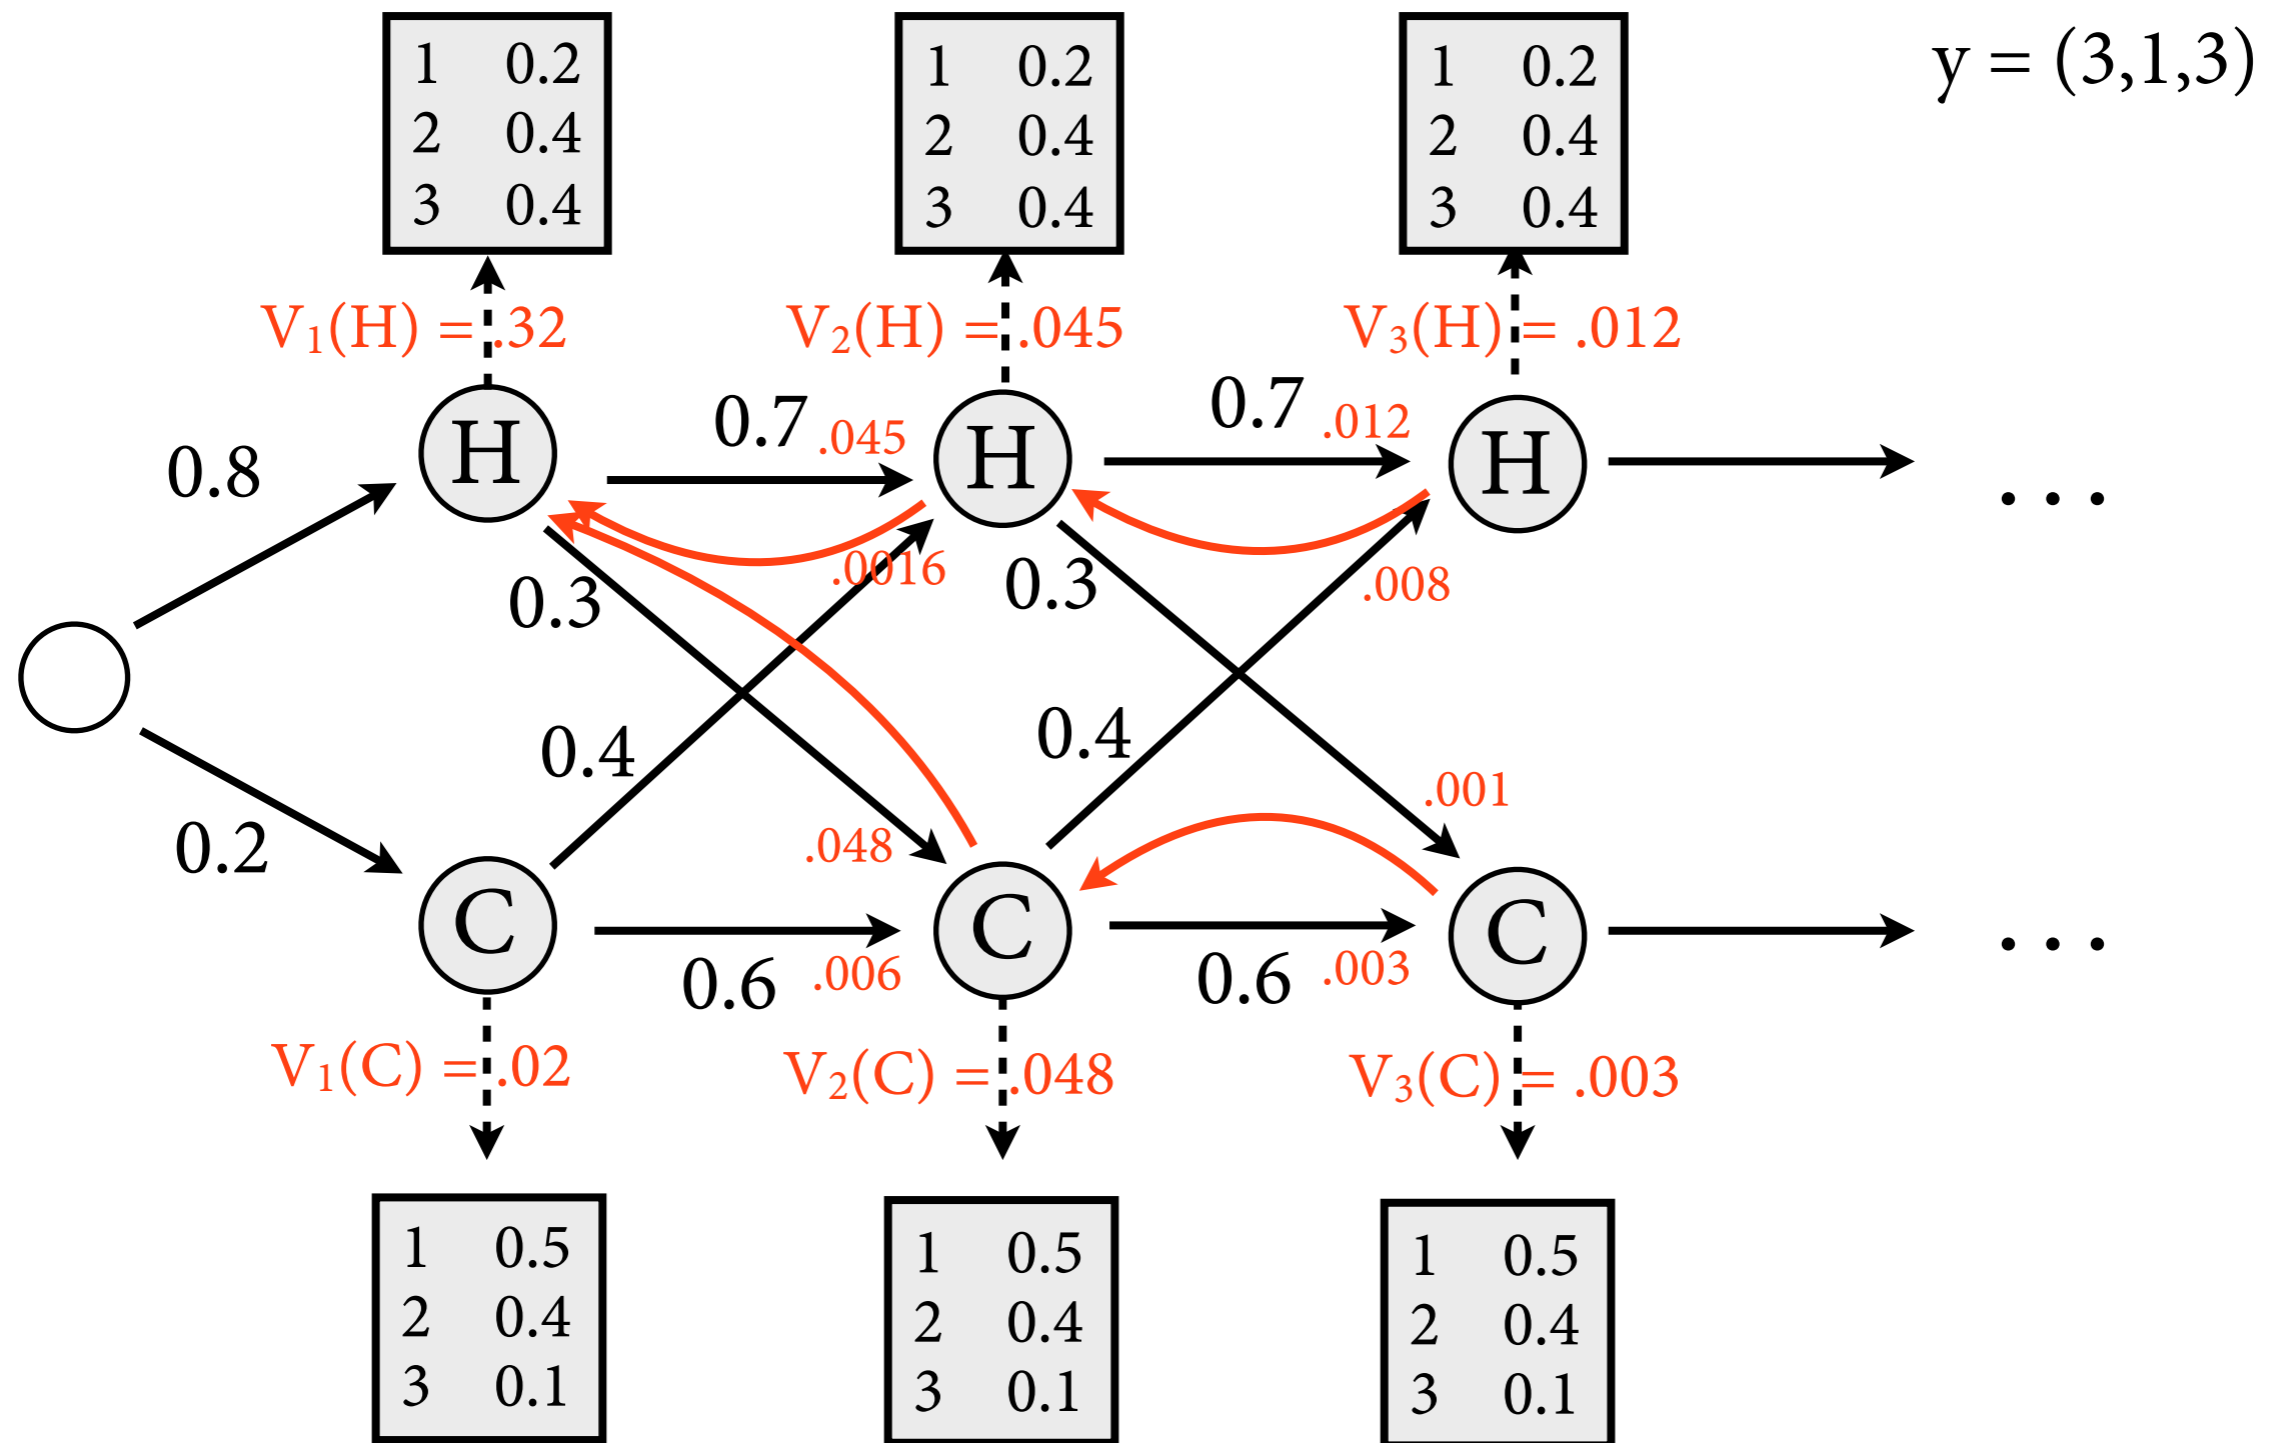 y = (3,1,3)
1 0.2
2 0.4
3 0.4
1 0.2
2 0.4
3 0.4
1 0.2
2 0.4
3 0.4
V₁(H) = .32
V₂(H) = .045
V₃(H) = .012
0.8
H
0.7 .045
H
0.7 .012
H
...
0.3
.0016
0.3
.008
0.4
0.4
.001
0.2
.048
C
0.6 .006
C
0.6 .003
C
...
V₁(C) = .02
V₂(C) = .048
V₃(C) = .003
1 0.5
2 0.4
3 0.1
1 0.5
2 0.4
3 0.1
1 0.5
2 0.4
3 0.1